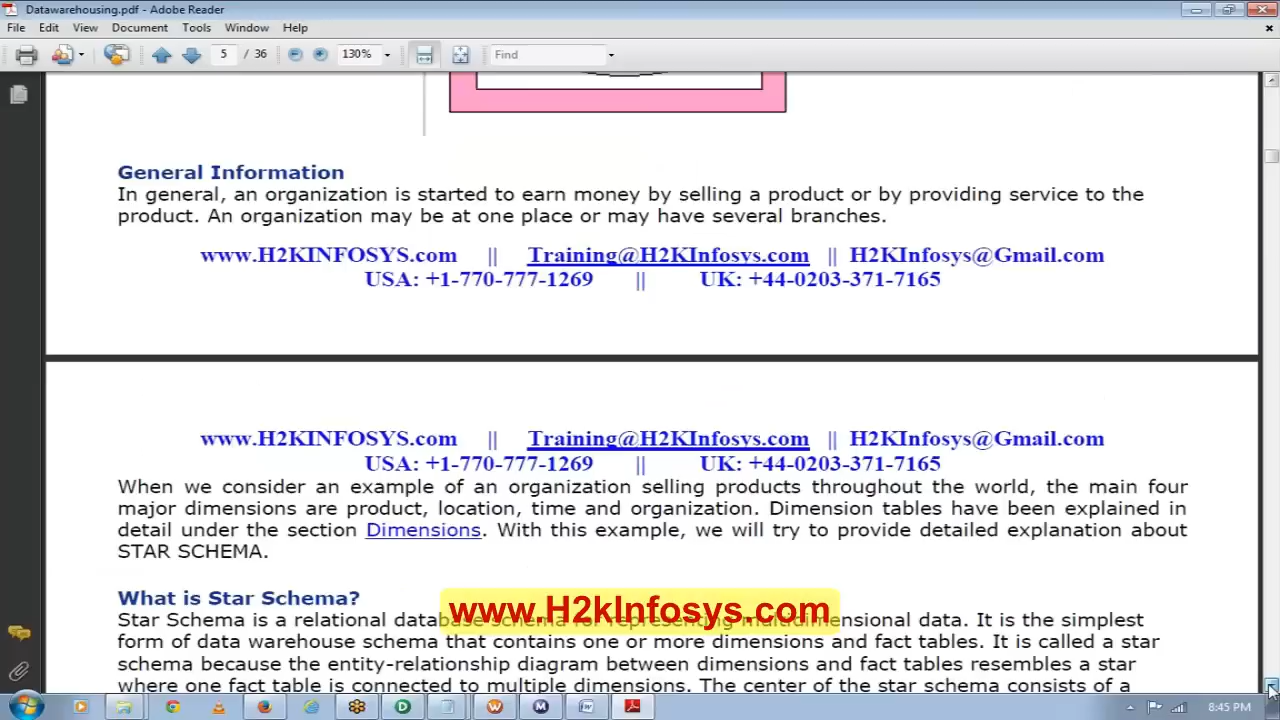 Datawarehousing.pdf - Adobe Reader
File Edit View Document Tools Window Help
5 / 36 130% Find
General Information
In general, an organization is started to earn money by selling a product or by providing service to the
product. An organization may be at one place or may have several branches.
www.H2KINFOSYS.com || Training@H2KInfosys.com || H2KInfosys@Gmail.com
USA: +1-770-777-1269 || UK: +44-0203-371-7165
www.H2KINFOSYS.com || Training@H2KInfosys.com || H2KInfosys@Gmail.com
USA: +1-770-777-1269 || UK: +44-0203-371-7165
When we consider an example of an organization selling products throughout the world, the main four
major dimensions are product, location, time and organization. Dimension tables have been explained in
detail under the section Dimensions. With this example, we will try to provide detailed explanation about
STAR SCHEMA.
What is Star Schema?
www.H2kInfosys.com
Star Schema is a relational database schema for representing multidimensional data. It is the simplest
form of data warehouse schema that contains one or more dimensions and fact tables. It is called a star
schema because the entity-relationship diagram between dimensions and fact tables resembles a star
where one fact table is connected to multiple dimensions. The center of the star schema consists of a
8:45 PM